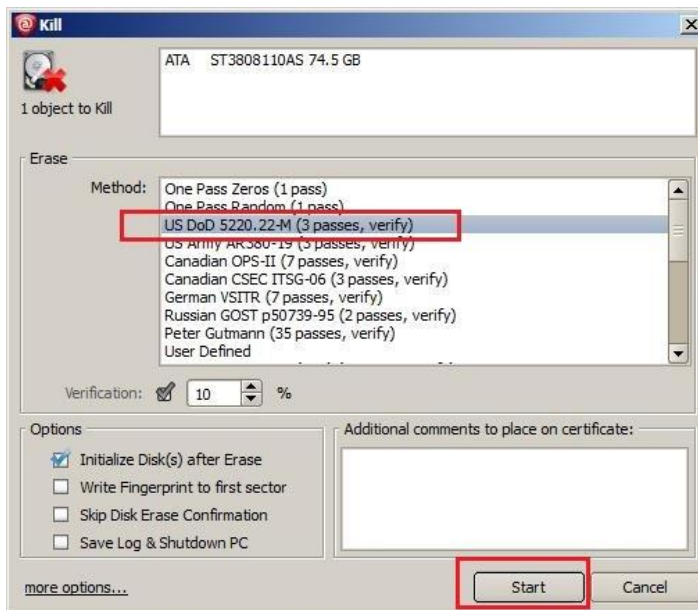 Kill
ATA ST3808110AS 74.5 GB
1 object to Kill
Erase
Method:
One Pass Zeros (1 pass)
One Pass Random (1 pass)
US DoD 5220.22-M (3 passes, verify)
US Army AR380-19 (3 passes, verify)
Canadian OPS-II (7 passes, verify)
Canadian CSEC ITSG-06 (3 passes, verify)
German VSITR (7 passes, verify)
Russian GOST p50739-95 (2 passes, verify)
Peter Gutmann (35 passes, verify)
User Defined
Verification: 10 %
Options
Initialize Disk(s) after Erase
Write Fingerprint to first sector
Skip Disk Erase Confirmation
Save Log & Shutdown PC
Additional comments to place on certificate:
more options...
Start
Cancel